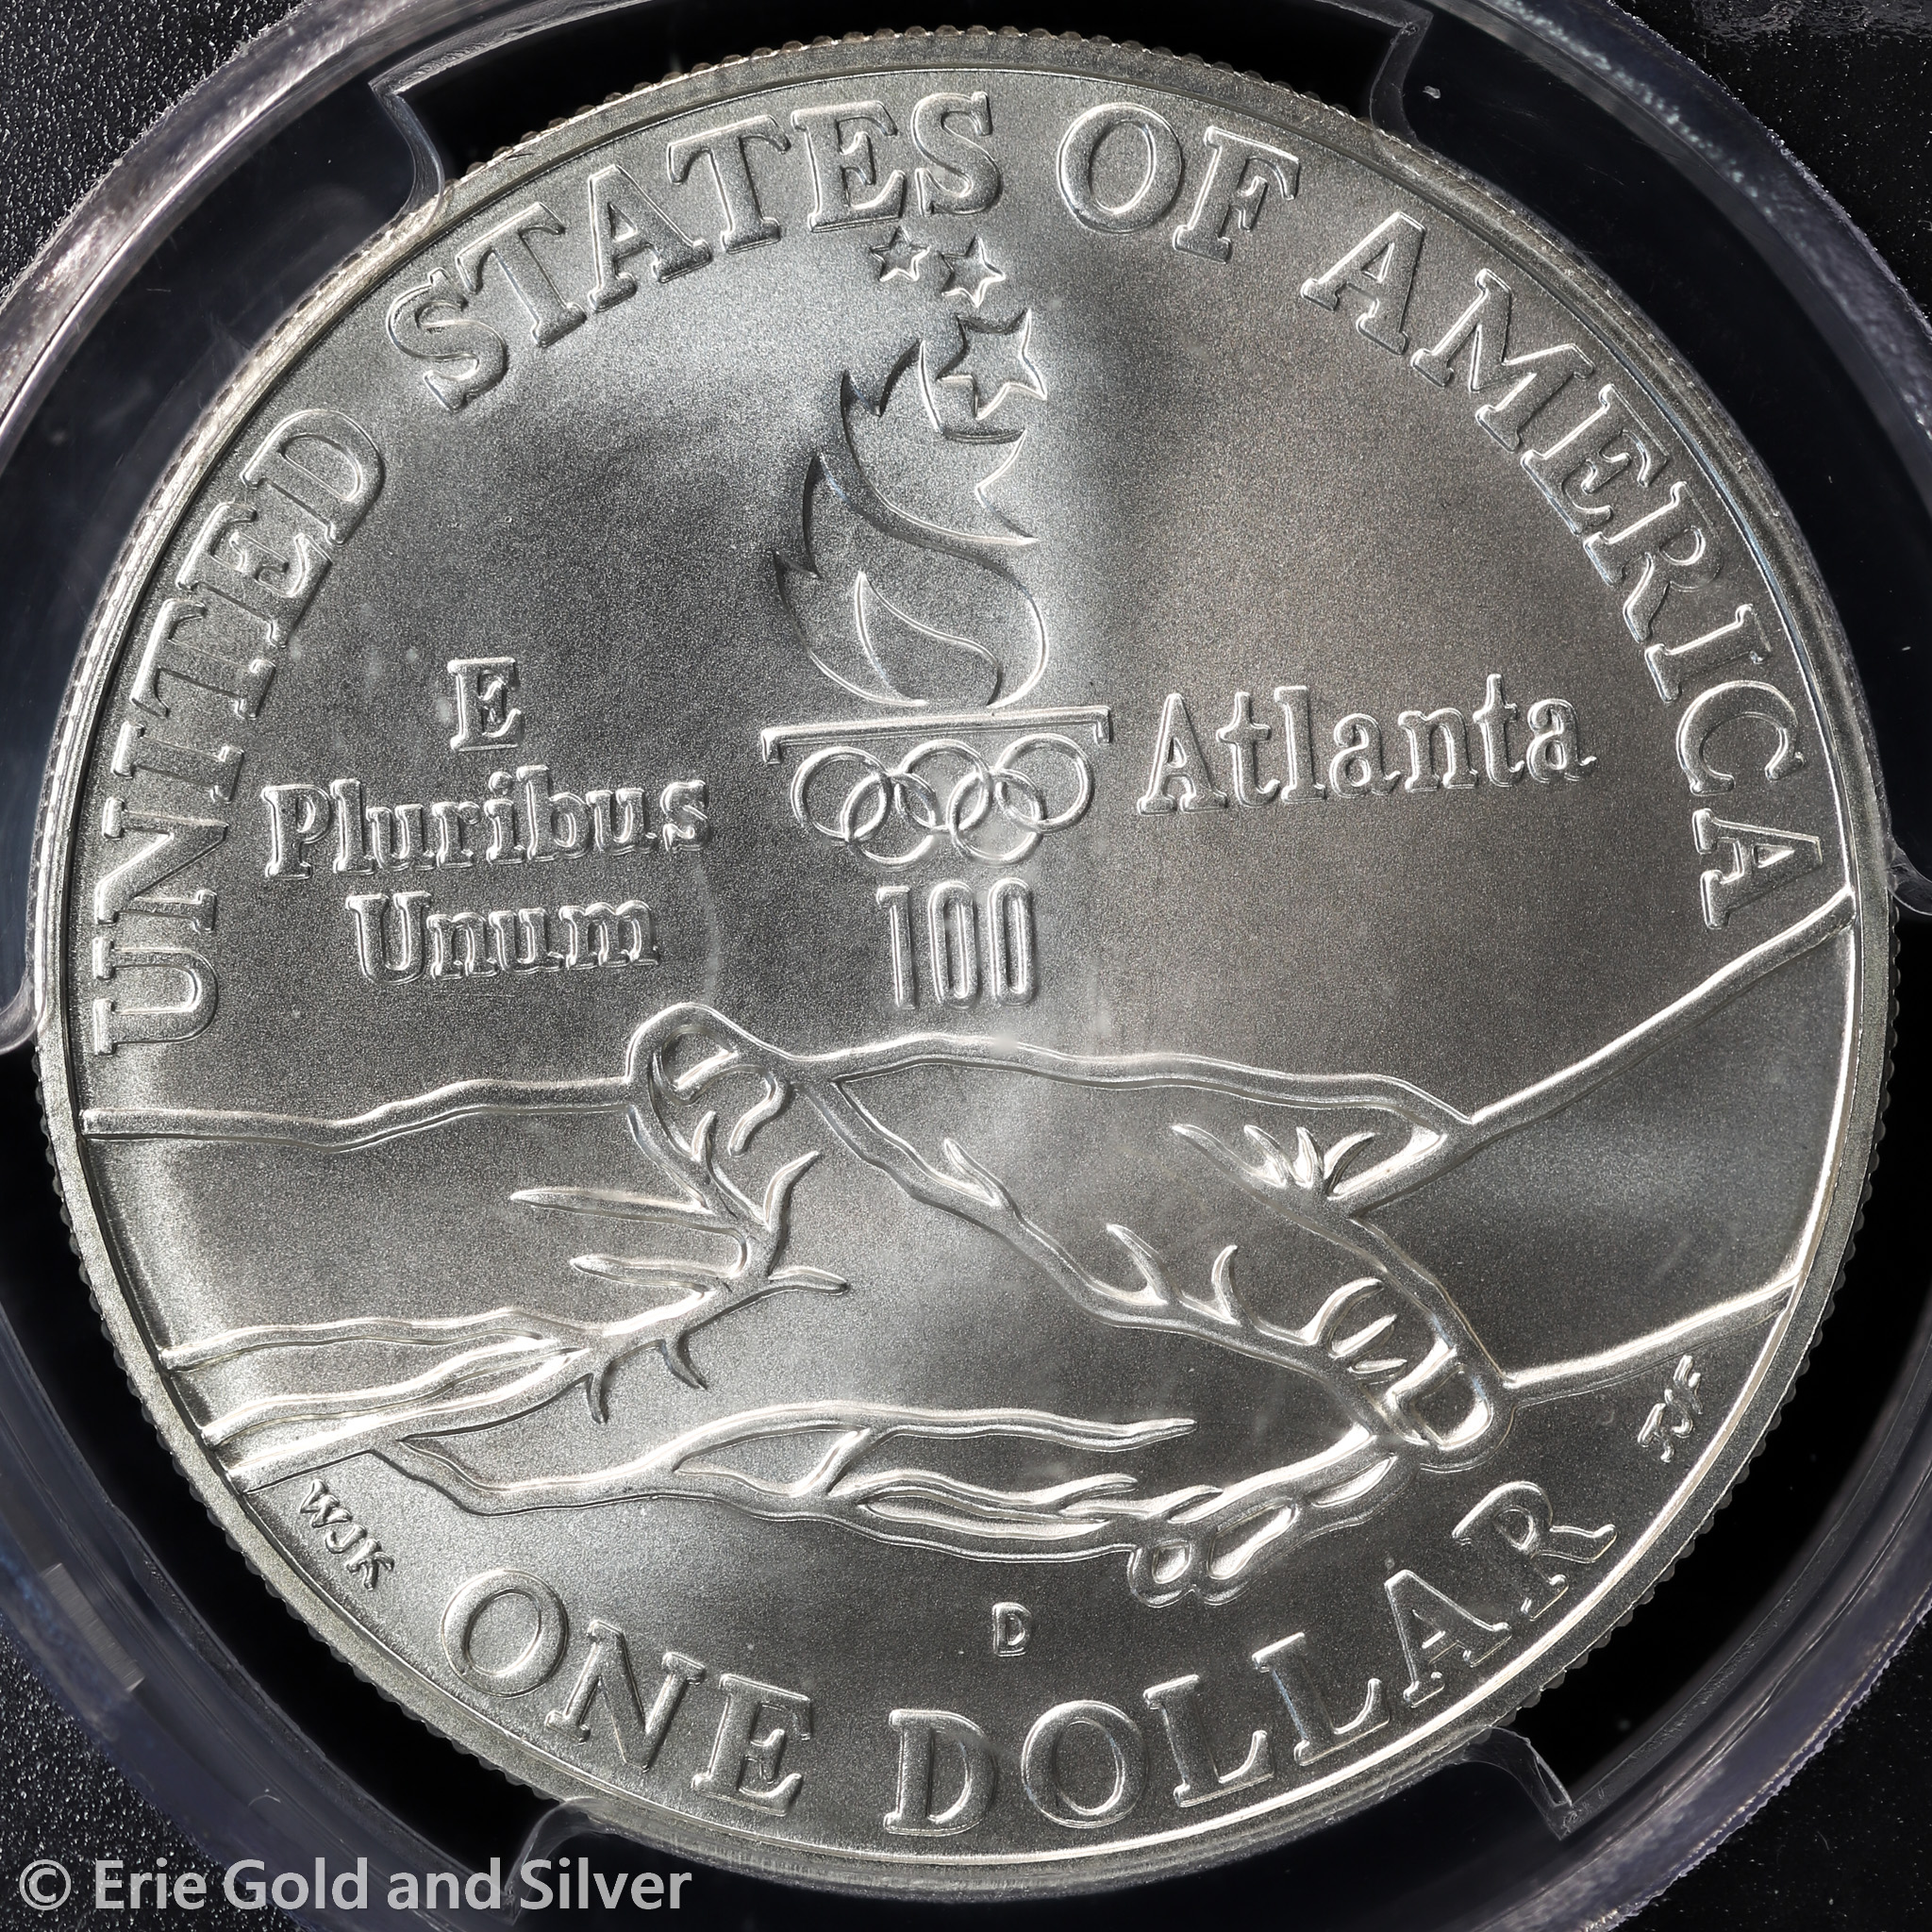 UNITED STATES OF AMERICA
E
Pluribus
Unum
Atlanta
100
WJK
TJF
D
ONE DOLLAR
© Erie Gold and Silver